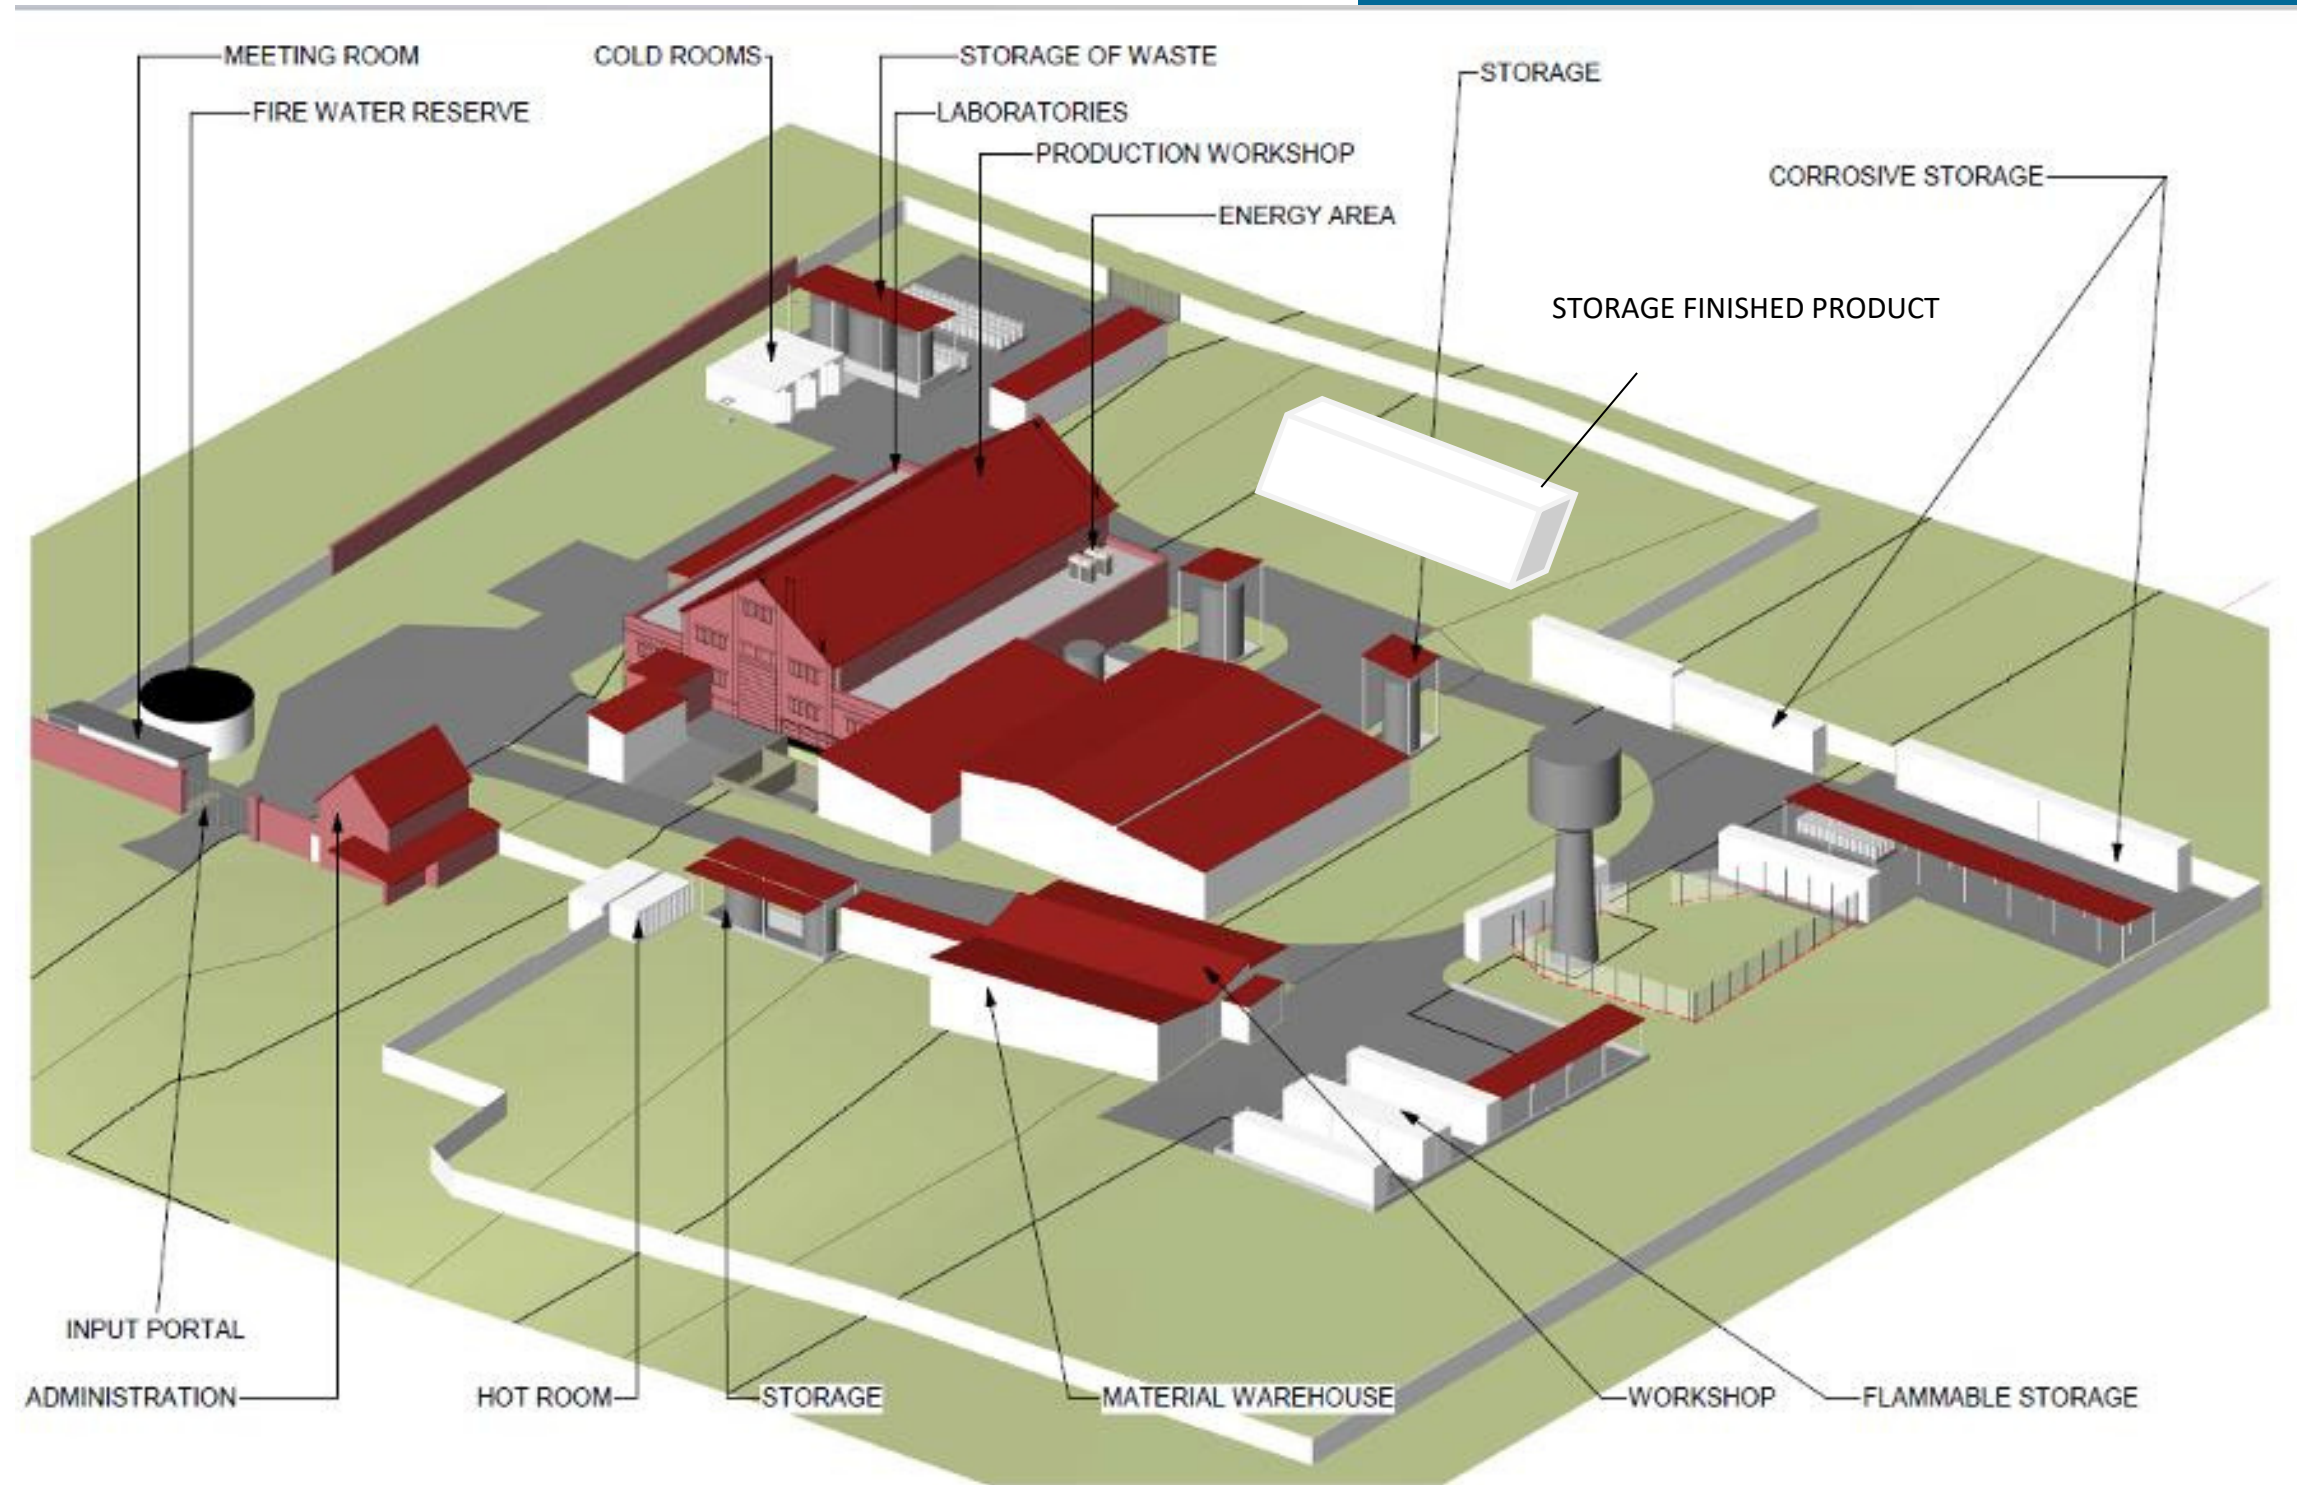 MEETING ROOM
COLD ROOMS
STORAGE OF WASTE
STORAGE
FIRE WATER RESERVE
LABORATORIES
PRODUCTION WORKSHOP
CORROSIVE STORAGE
ENERGY AREA
STORAGE FINISHED PRODUCT
INPUT PORTAL
ADMINISTRATION
HOT ROOM
STORAGE
MATERIAL WAREHOUSE
WORKSHOP
FLAMMABLE STORAGE